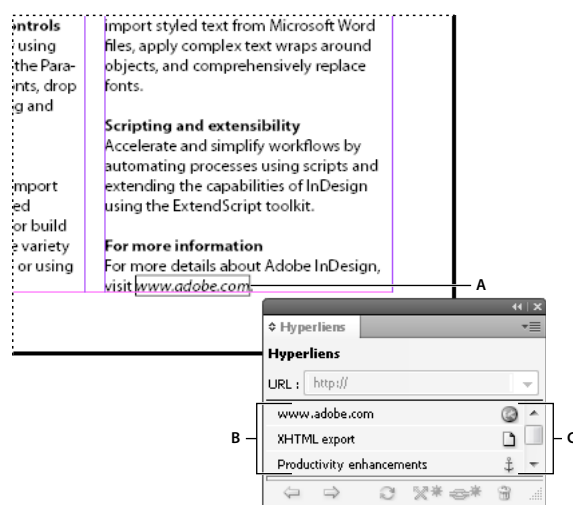 ontrols
using
the Para-
nts, drop
g and
mport
ed
or build
variety
or using
import styled text from Microsoft Word
files, apply complex text wraps around
objects, and comprehensively replace
fonts.
Scripting and extensibility
Accelerate and simplify workflows by
automating processes using scripts and
extending the capabilities of InDesign
using the ExtendScript toolkit.
For more information
For more details about Adobe InDesign,
visit www.adobe.com.
A
Hyperliens
Hyperliens
URL : http://
www.adobe.com
XHTML export
Productivity enhancements
B
C